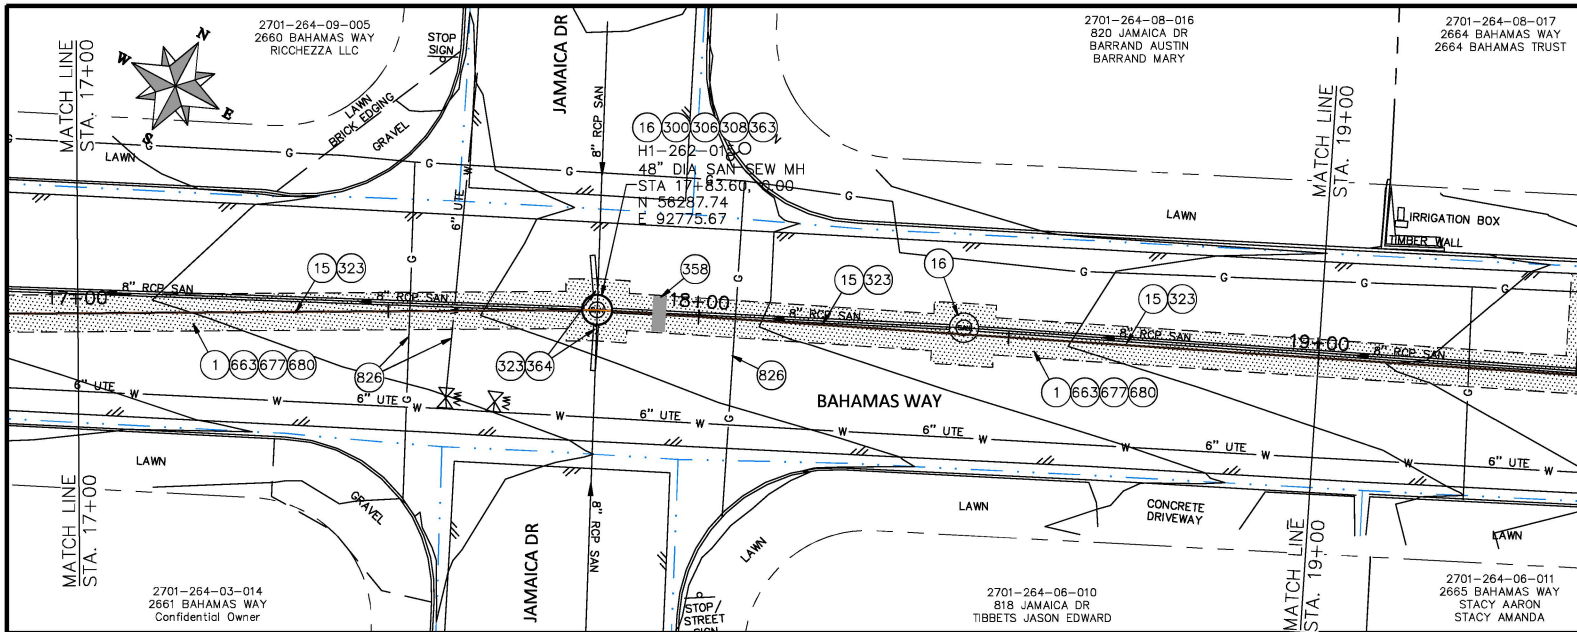 2701-264-09-005
2660 BAHAMAS WAY
RICCHEZZA LLC
STOP
SIGN
JAMAICA DR
2701-264-08-016
820 JAMAICA DR
BARRAND AUSTIN
BARRAND MARY
2701-264-08-017
2664 BAHAMAS WAY
2664 BAHAMAS TRUST
MATCH LINE
STA. 17+00
N
W
E
S
LAWN
BRICK EDGING
GRAVEL
LAWN
8" RCP SAN
MATCH LINE
STA. 19+00
16 300 306 308 363
48" DIA SAN SEW MH
STA 17+83.60, 0.00
N 56287.74
E 92775.67
G G G G G G G G
W
6" UTE
LAWN
IRRIGATION BOX
TIMBER WALL
15 323
358
15 323
16
15 323
17+00
8" RCP SAN
8" RCP SAN
18+00
8" RCP SAN
8" RCP SAN
19+00
8" RCP SAN
1 663 677 680
826
323 364
826
1 663 677 680
BAHAMAS WAY
6" UTE W W 6" UTE W W 6" UTE W W 6" UTE W W 6" UTE W W 6" UTE W
WV
WV
LAWN
GRAVEL
MATCH LINE
STA. 17+00
JAMAICA DR
8" RCP SAN
LAWN
LAWN
CONCRETE
DRIVEWAY
MATCH LINE
STA. 19+00
LAWN
2701-264-03-014
2661 BAHAMAS WAY
Confidential Owner
STOP/
STREET
SIGN
2701-264-06-010
818 JAMAICA DR
TIBBETS JASON EDWARD
2701-264-06-011
2665 BAHAMAS WAY
STACY AARON
STACY AMANDA